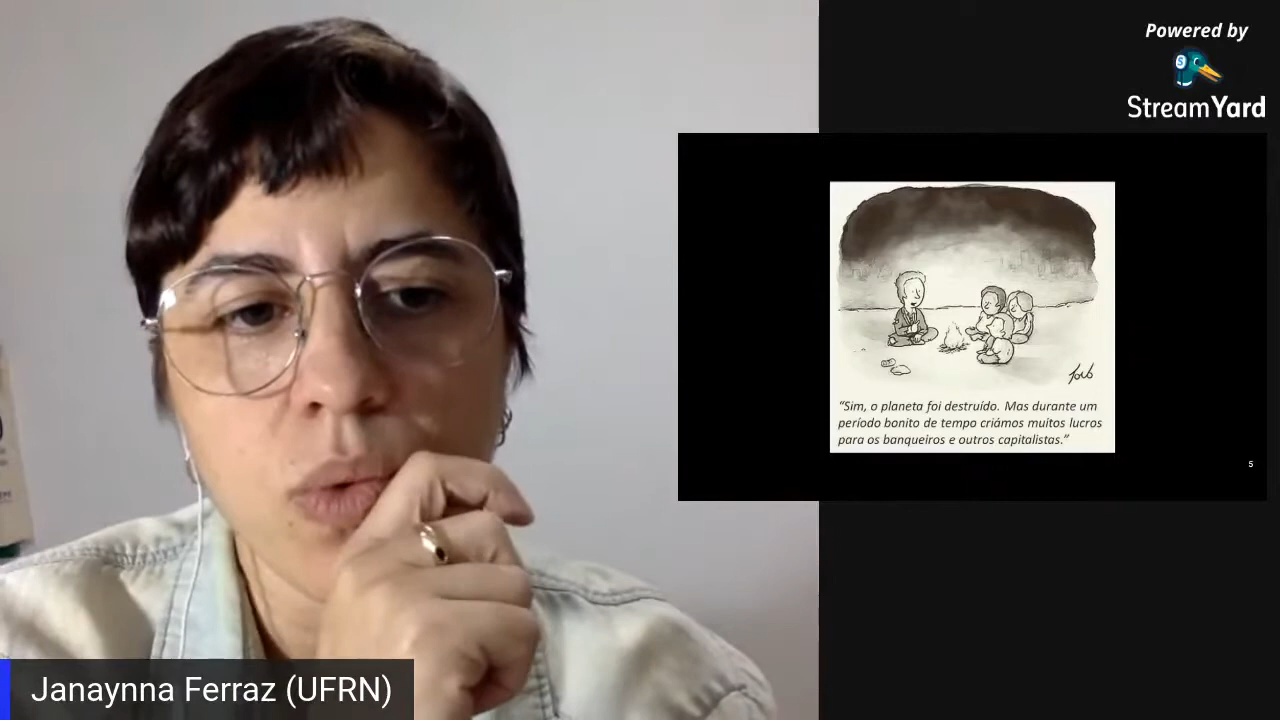 Powered by
StreamYard
“Sim, o planeta foi destruído. Mas durante um
período bonito de tempo criámos muitos lucros
para os banqueiros e outros capitalistas.”
5
Janaynna Ferraz (UFRN)